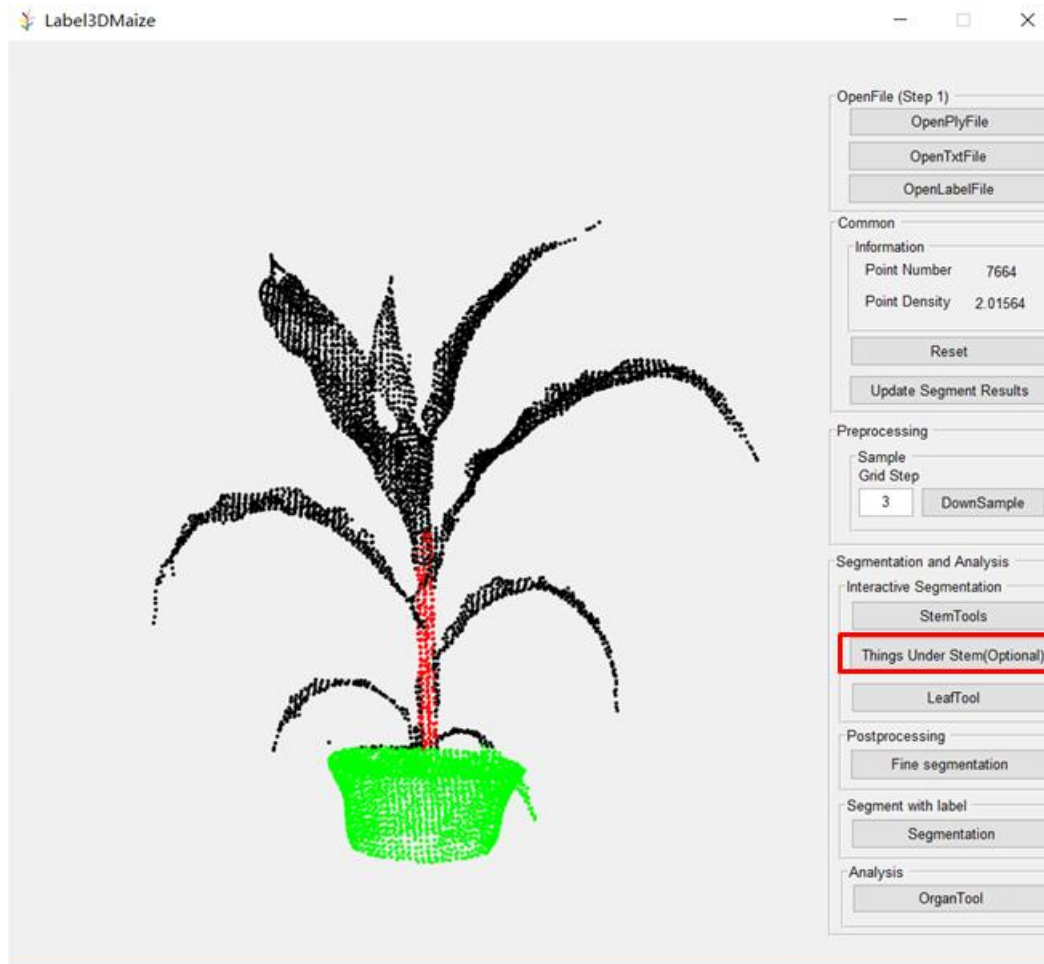 Label3DMaize
OpenFile (Step 1)
OpenPlyFile
OpenTxtFile
OpenLabelFile
Common
Information
Point Number 7664
Point Density 2.01564
Reset
Update Segment Results
Preprocessing
Sample
Grid Step
3 DownSample
Segmentation and Analysis
Interactive Segmentation
StemTools
Things Under Stem(Optional)
LeafTool
Postprocessing
Fine segmentation
Segment with label
Segmentation
Analysis
OrganTool